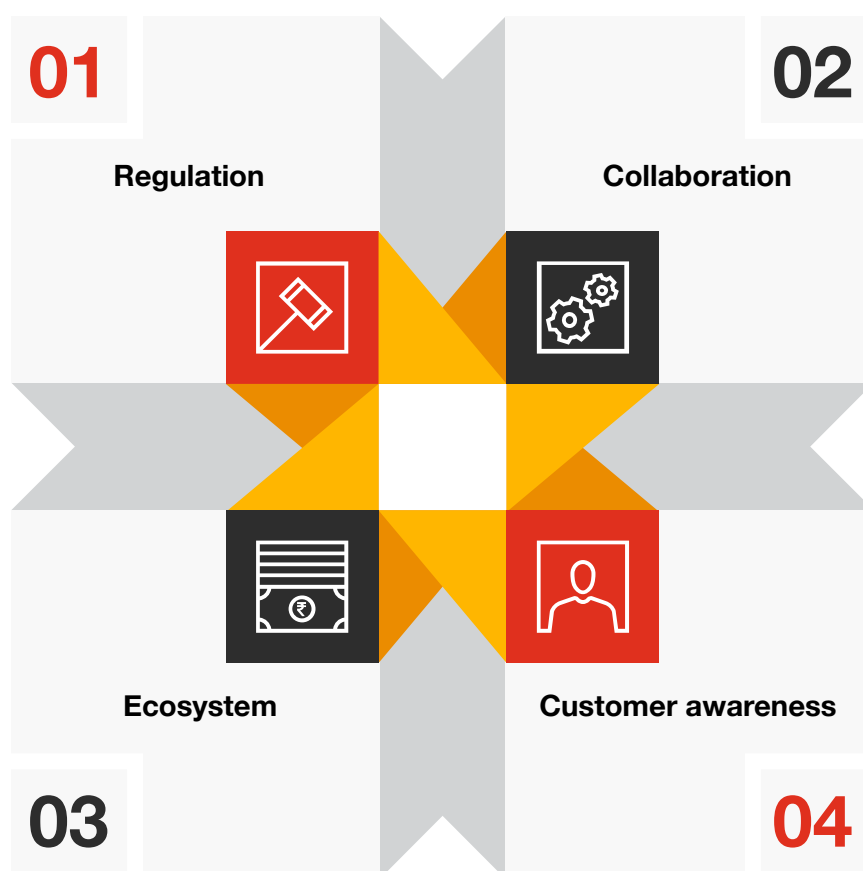 01
02
Regulation
Collaboration
₹
Ecosystem
Customer awareness
03
04